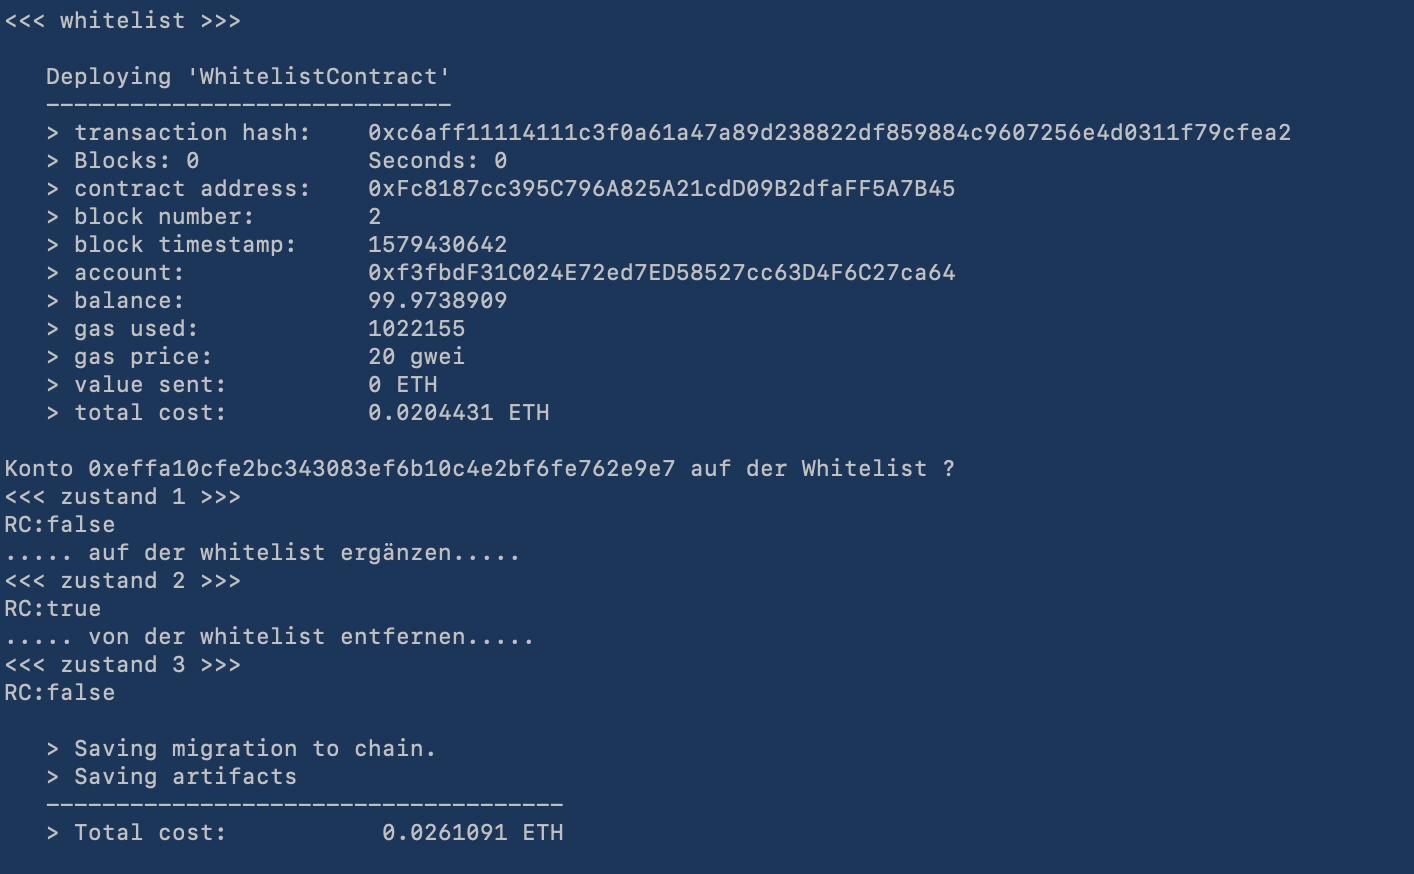 <<< whitelist >>>
Deploying 'WhitelistContract'
-----------------------------
> transaction hash:    0xc6aff11114111c3f0a61a47a89d238822df859884c9607256e4d0311f79cfea2
> Blocks: 0            Seconds: 0
> contract address:    0xFc8187cc395C796A825A21cdD09B2dfaFF5A7B45
> block number:        2
> block timestamp:     1579430642
> account:             0xf3fbdF31C024E72ed7ED58527cc63D4F6C27ca64
> balance:             99.9738909
> gas used:            1022155
> gas price:           20 gwei
> value sent:          0 ETH
> total cost:          0.0204431 ETH
Konto 0xeffa10cfe2bc343083ef6b10c4e2bf6fe762e9e7 auf der Whitelist ?
<<< zustand 1 >>>
RC:false
..... auf der whitelist ergänzen.....
<<< zustand 2 >>>
RC:true
..... von der whitelist entfernen.....
<<< zustand 3 >>>
RC:false
> Saving migration to chain.
> Saving artifacts
-------------------------------------
> Total cost:           0.0261091 ETH